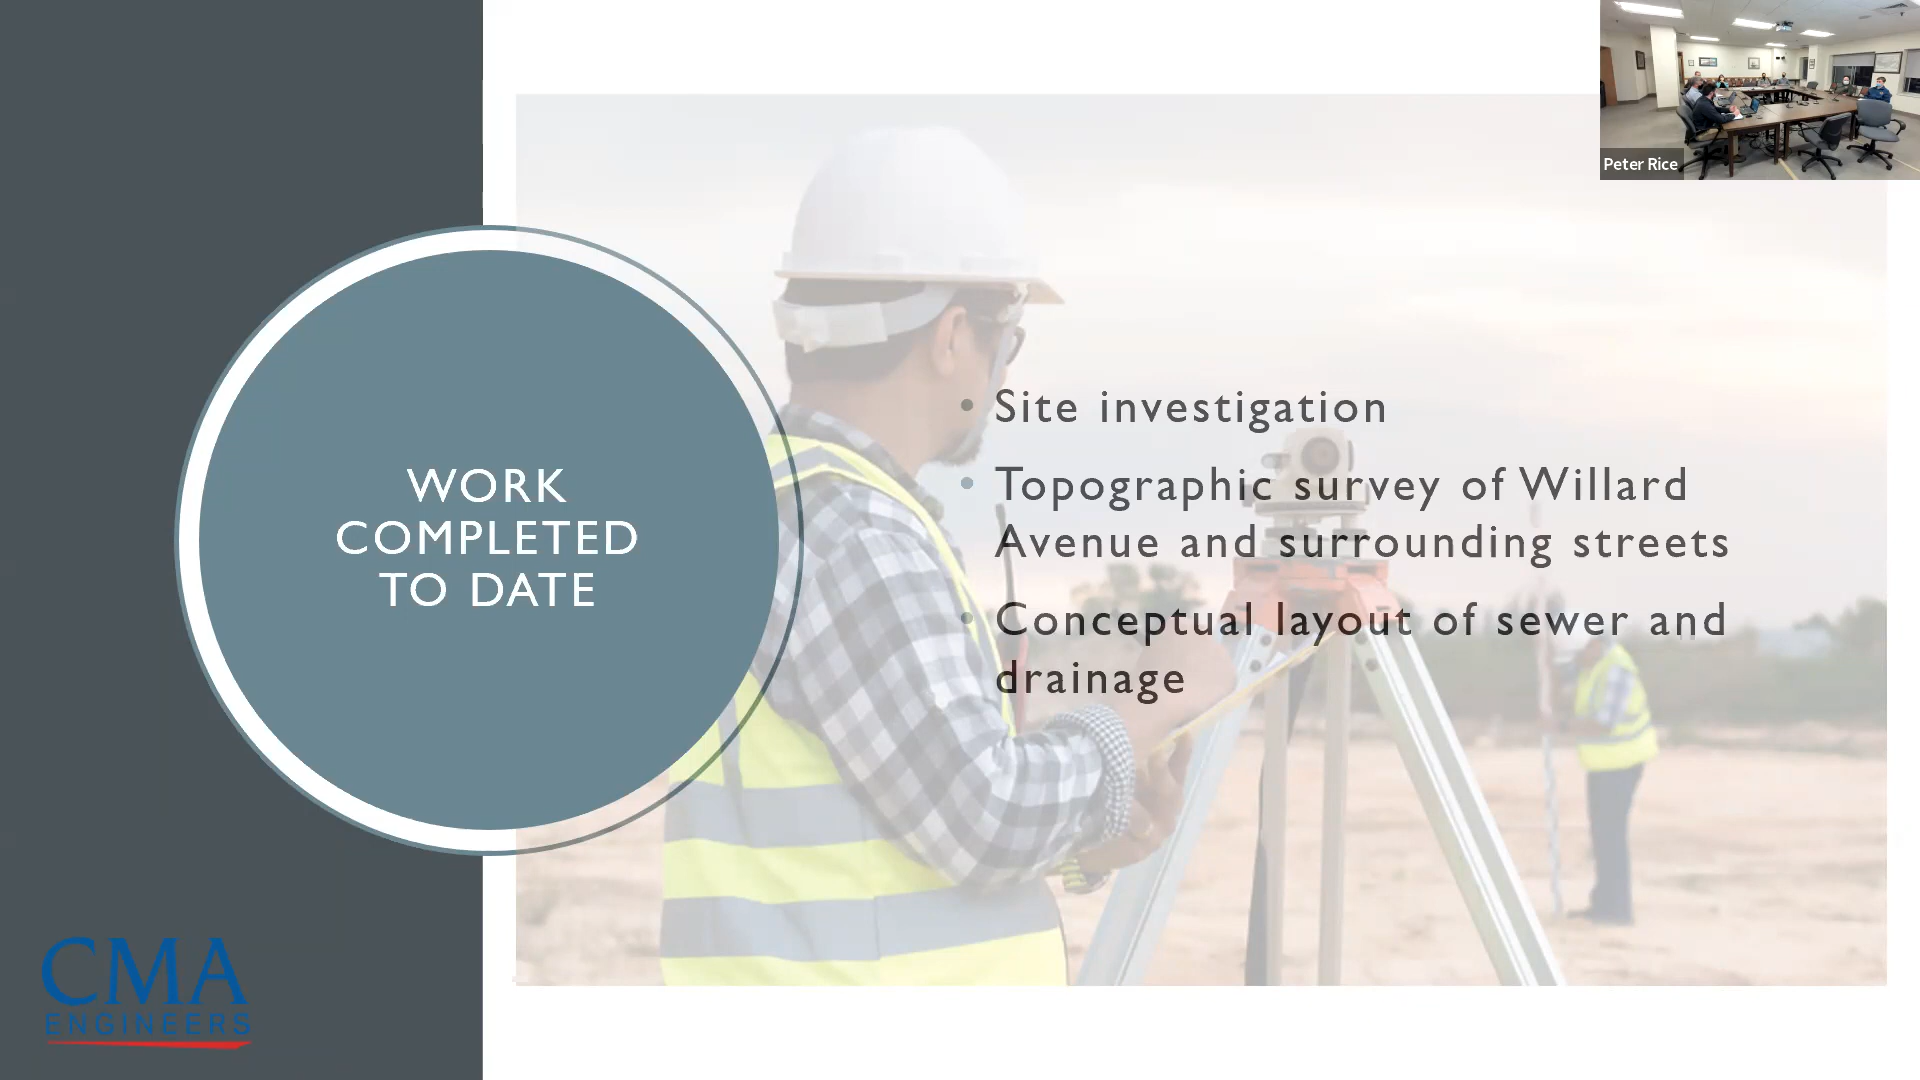 Peter Rice
WORK
COMPLETED
TO DATE
• Site investigation
• Topographic survey of Willard
Avenue and surrounding streets
• Conceptual layout of sewer and
drainage
CMA
ENGINEERS